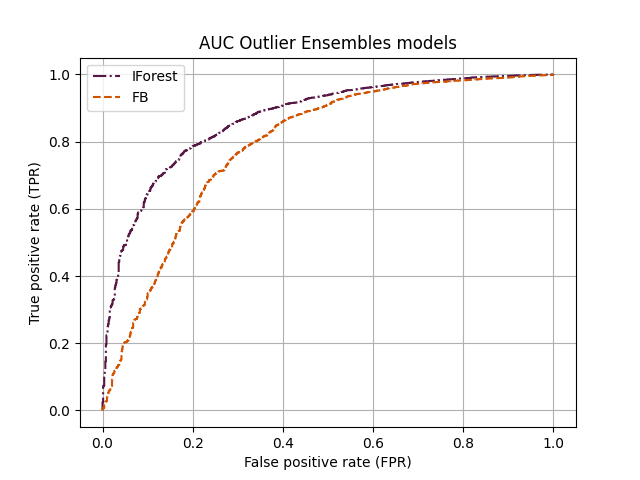 AUC Outlier Ensembles models
IForest
FB
True positive rate (TPR)
1.0
0.8
0.6
0.4
0.2
0.0
0.0 0.2 0.4 0.6 0.8 1.0
False positive rate (FPR)